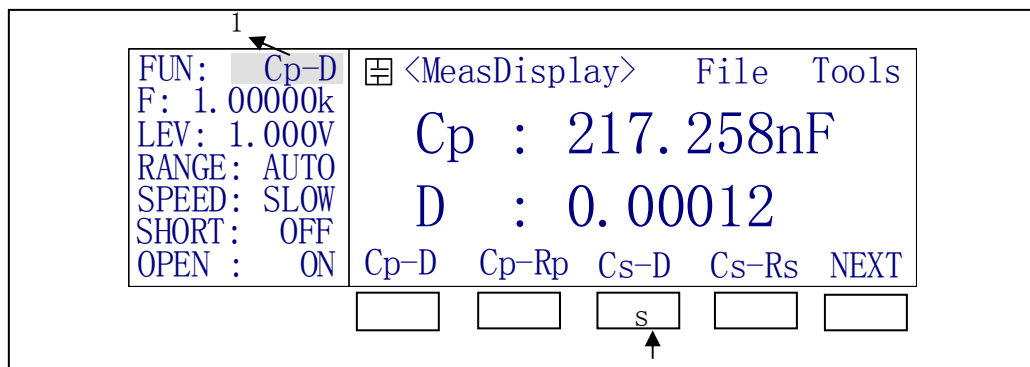 1
FUN: Cp-D
F: 1.00000k
LEV: 1.000V
RANGE: AUTO
SPEED: SLOW
SHORT: OFF
OPEN : ON
<MeasDisplay> File Tools
Cp : 217.258nF
D : 0.00012
Cp-D Cp-Rp Cs-D Cs-Rs NEXT
s